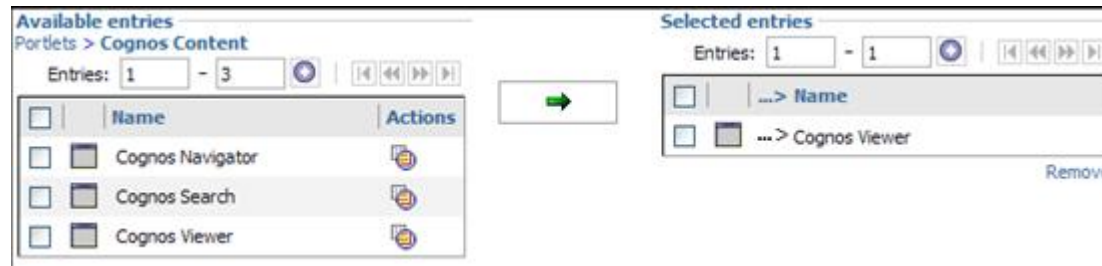 Available entries
Portlets > Cognos Content
Entries: 1 - 3
Name Actions
Cognos Navigator
Cognos Search
Cognos Viewer
Selected entries
Entries: 1 - 1
...> Name
...> Cognos Viewer
Remove